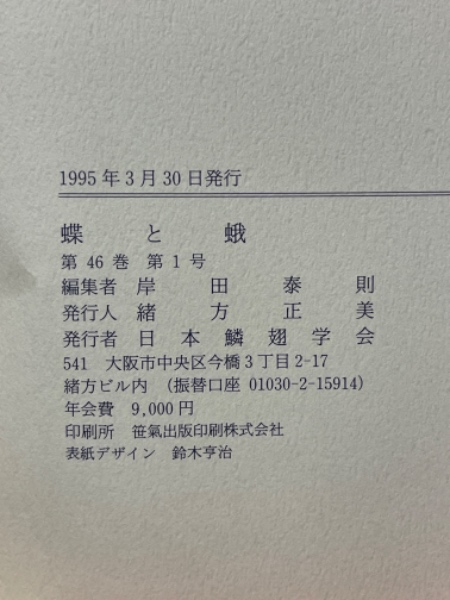 1995年3月30日発行
蝶と蛾
第 46 巻 第 1 号
編集者 岸田泰則
発行人 緒方正美
発行者 日本鱗翅学会
541 大阪市中央区今橋3丁目2-17
緒方ビル内 (振替口座 01030-2-15914)
年会費 9,000円
印刷所 笹氣出版印刷株式会社
表紙デザイン 鈴木亨治